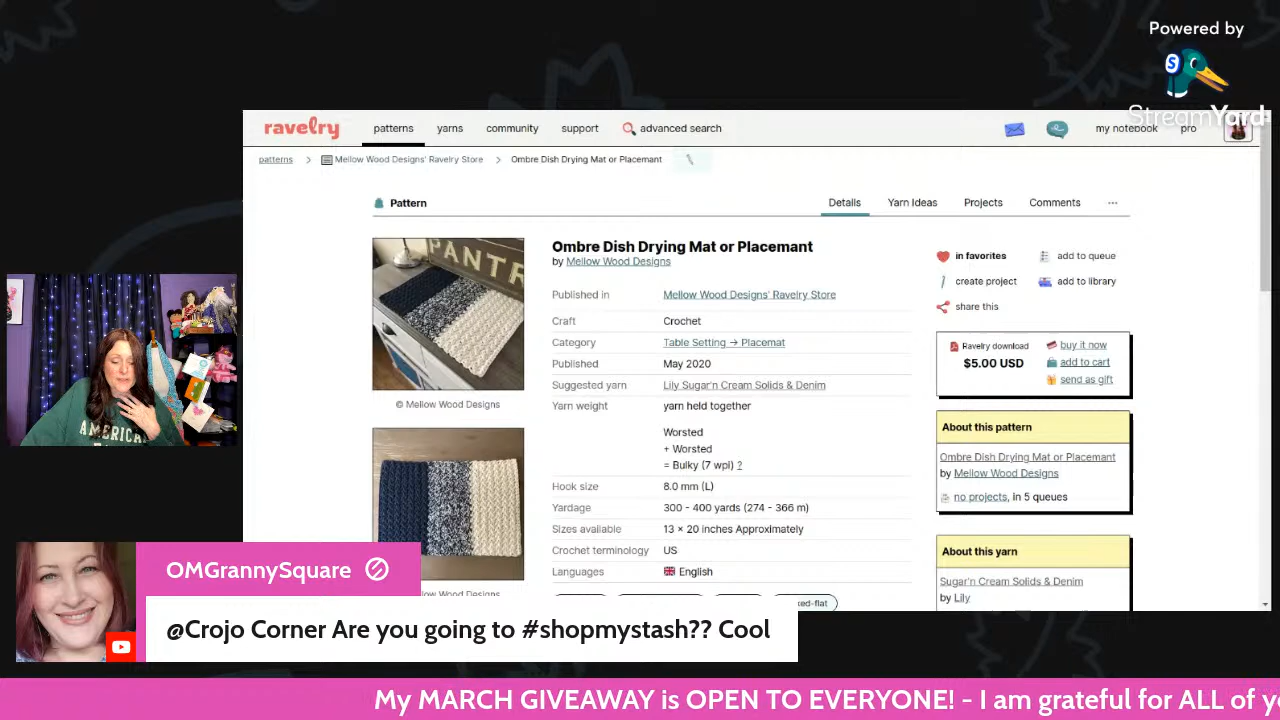 Powered by
StreamYard
ravelry
patterns
yarns
community
support
advanced search
my notebook
pro
patterns
Mellow Wood Designs' Ravelry Store
Ombre Dish Drying Mat or Placemant
Pattern
Details
Yarn Ideas
Projects
Comments
PANTR
Ombre Dish Drying Mat or Placemant
by Mellow Wood Designs
Published in Mellow Wood Designs' Ravelry Store
Craft Crochet
Category Table Setting → Placemat
Published May 2020
Suggested yarn Lily Sugar'n Cream Solids & Denim
Yarn weight yarn held together
Worsted
+ Worsted
= Bulky (7 wpi) ?
Hook size 8.0 mm (L)
Yardage 300 - 400 yards (274 - 366 m)
Sizes available 13 x 20 inches Approximately
Crochet terminology US
Languages English
xed-flat
© Mellow Wood Designs
llow Wood Designs
in favorites
add to queue
create project
add to library
share this
Ravelry download
$5.00 USD
buy it now
add to cart
send as gift
About this pattern
Ombre Dish Drying Mat or Placemant
by Mellow Wood Designs
no projects, in 5 queues
About this yarn
Sugar'n Cream Solids & Denim
by Lily
AMERICA
OMGrannySquare
@Crojo Corner Are you going to #shopmystash?? Cool
My MARCH GIVEAWAY is OPEN TO EVERYONE! - I am grateful for ALL of y